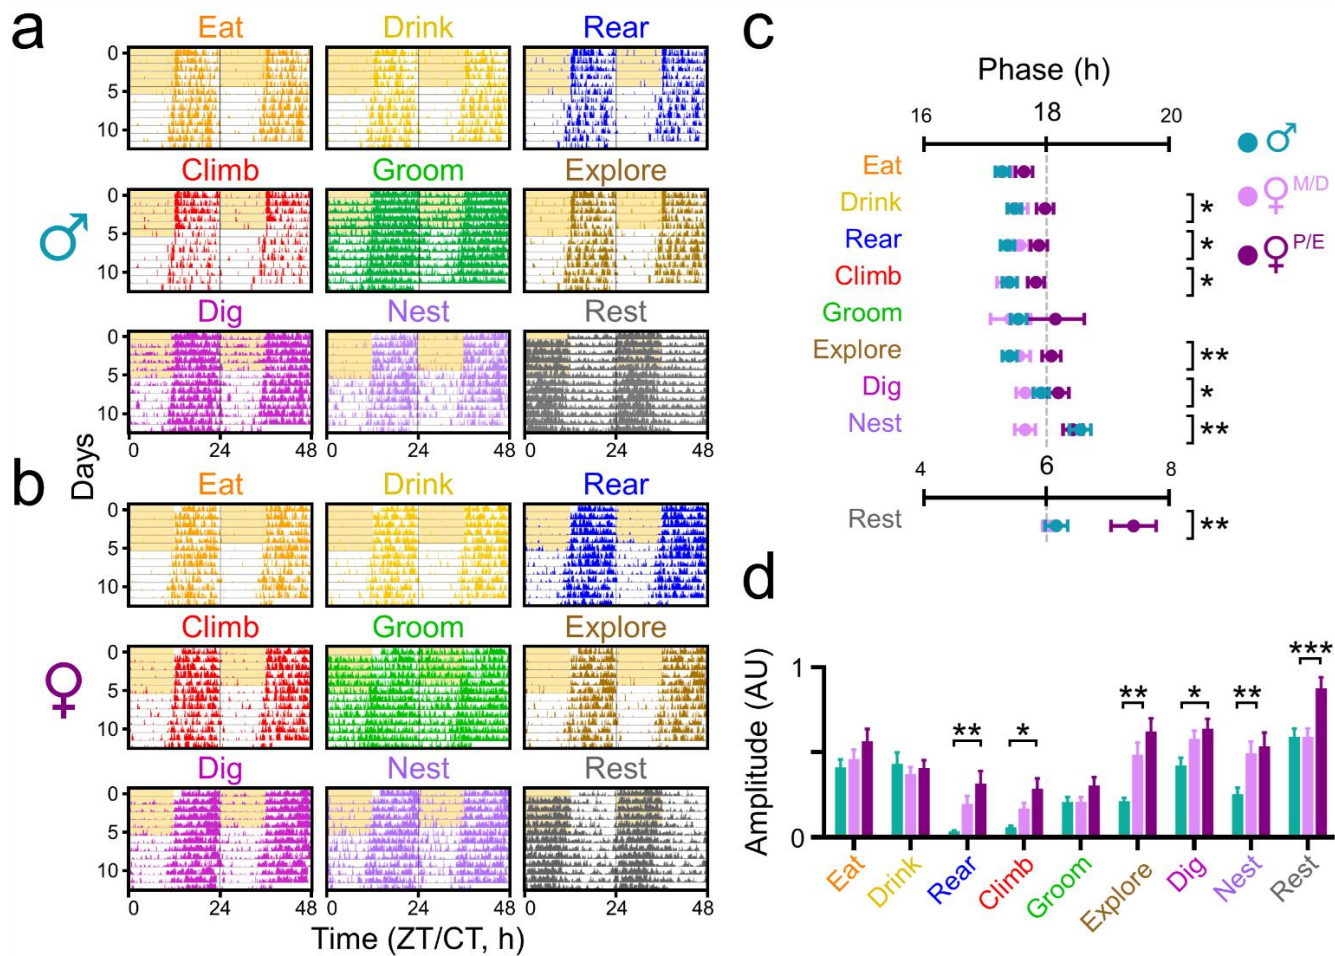 a
Eat Drink Rear
0
5
10
Climb Groom Explore
♂
0
5
10
Dig Nest Rest
0
5
10
0 24 48 0 24 48 0 24 48
Days
b
Eat Drink Rear
0
5
10
Climb Groom Explore
♀
0
5
10
Dig Nest Rest
0
5
10
0 24 48 0 24 48 0 24 48
Time (ZT/CT, h)
c
Phase (h)
16 18 20
♂
♀ M/D
♀ P/E
Eat
Drink *
Rear *
Climb *
Groom
Explore **
Dig *
Nest **
4 6 8
Rest **
d
Amplitude (AU)
1
0
** * ** * ** ***
Eat Drink Rear Climb Groom Explore Dig Nest Rest